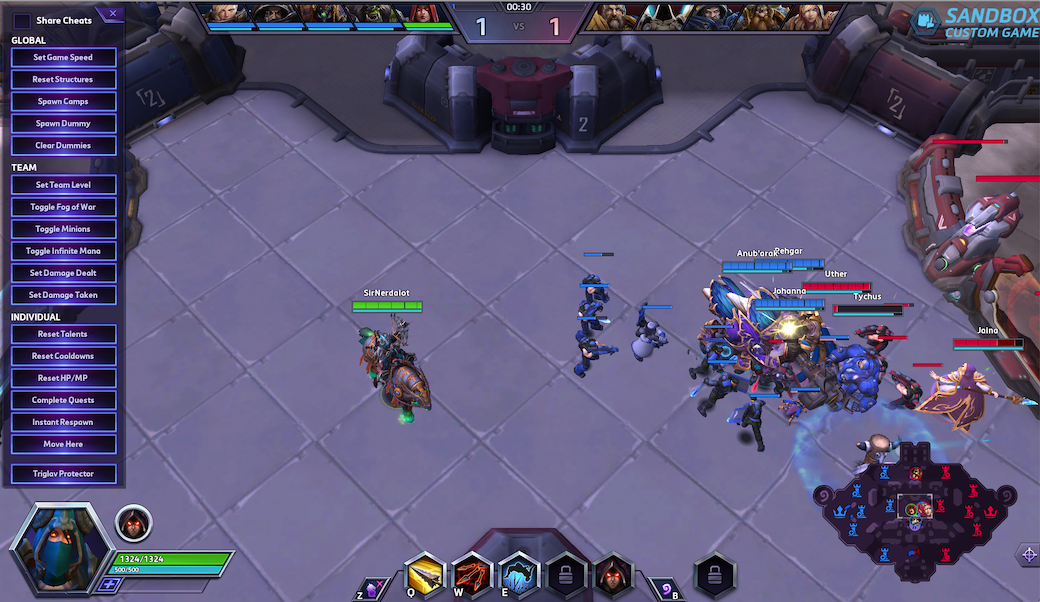 Share Cheats
X
GLOBAL
Set Game Speed
Reset Structures
Spawn Camps
Spawn Dummy
Clear Dummies
TEAM
Set Team Level
Toggle Fog of War
Toggle Minions
Toggle Infinite Mana
Set Damage Dealt
Set Damage Taken
INDIVIDUAL
Reset Talents
Reset Cooldowns
Reset HP/MP
Complete Quests
Instant Respawn
Move Here
Triglav Protector
00:30
1 VS 1
SANDBOX
CUSTOM GAME
2
2
2
SirNerdalot
Anub'arak
Rehgar
Uther
Johanna
Tychus
Jaina
1324/1324
500/500
Z
Q
W
E
B